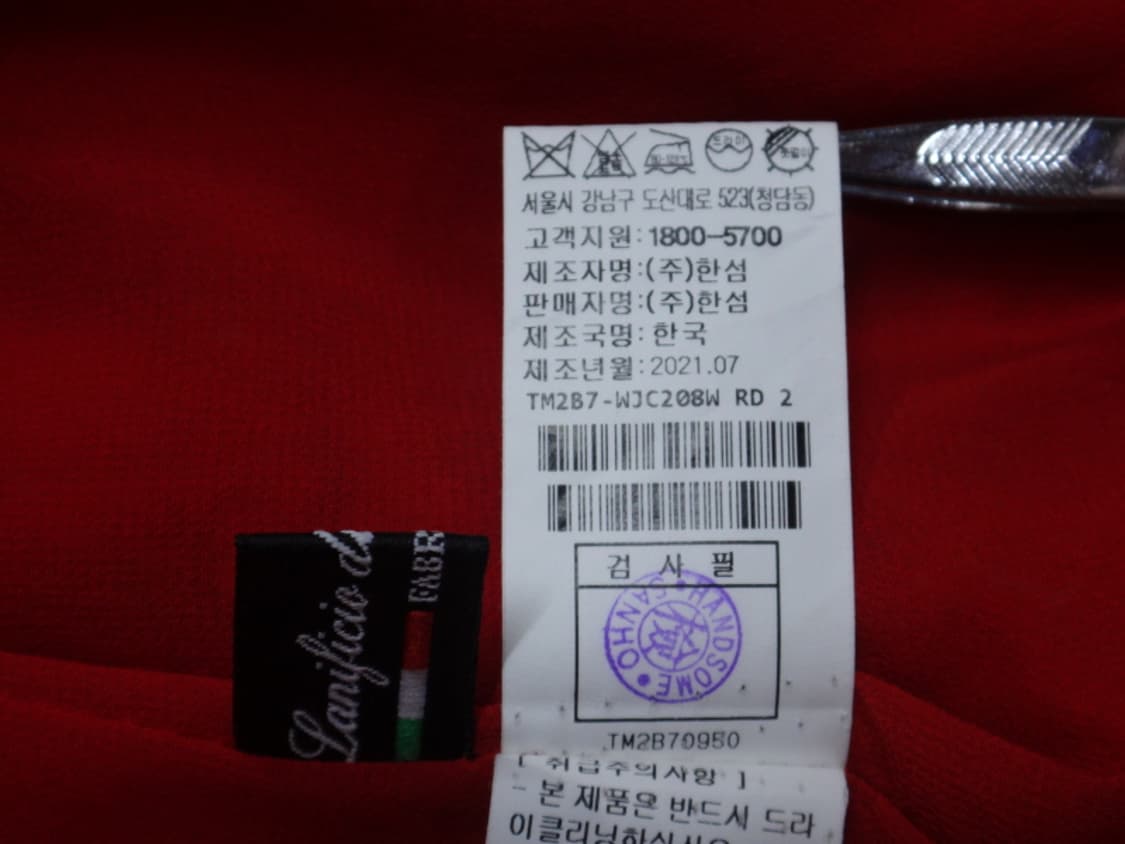 드라이
서울시 강남구 도산대로 523(청담동)
고객지원:1800-5700
제조자명:(주)한섬
판매자명:(주)한섬
제조국명:한국
제조년월:2021.07
TM2B7-WJC208W RD 2
검 사 필
HANDSOME • SANHO •
TM2B70950
[ 취급주의사항 ]
- 본 제품은 반드시 드라
이클리닝하십시오
Lanificio